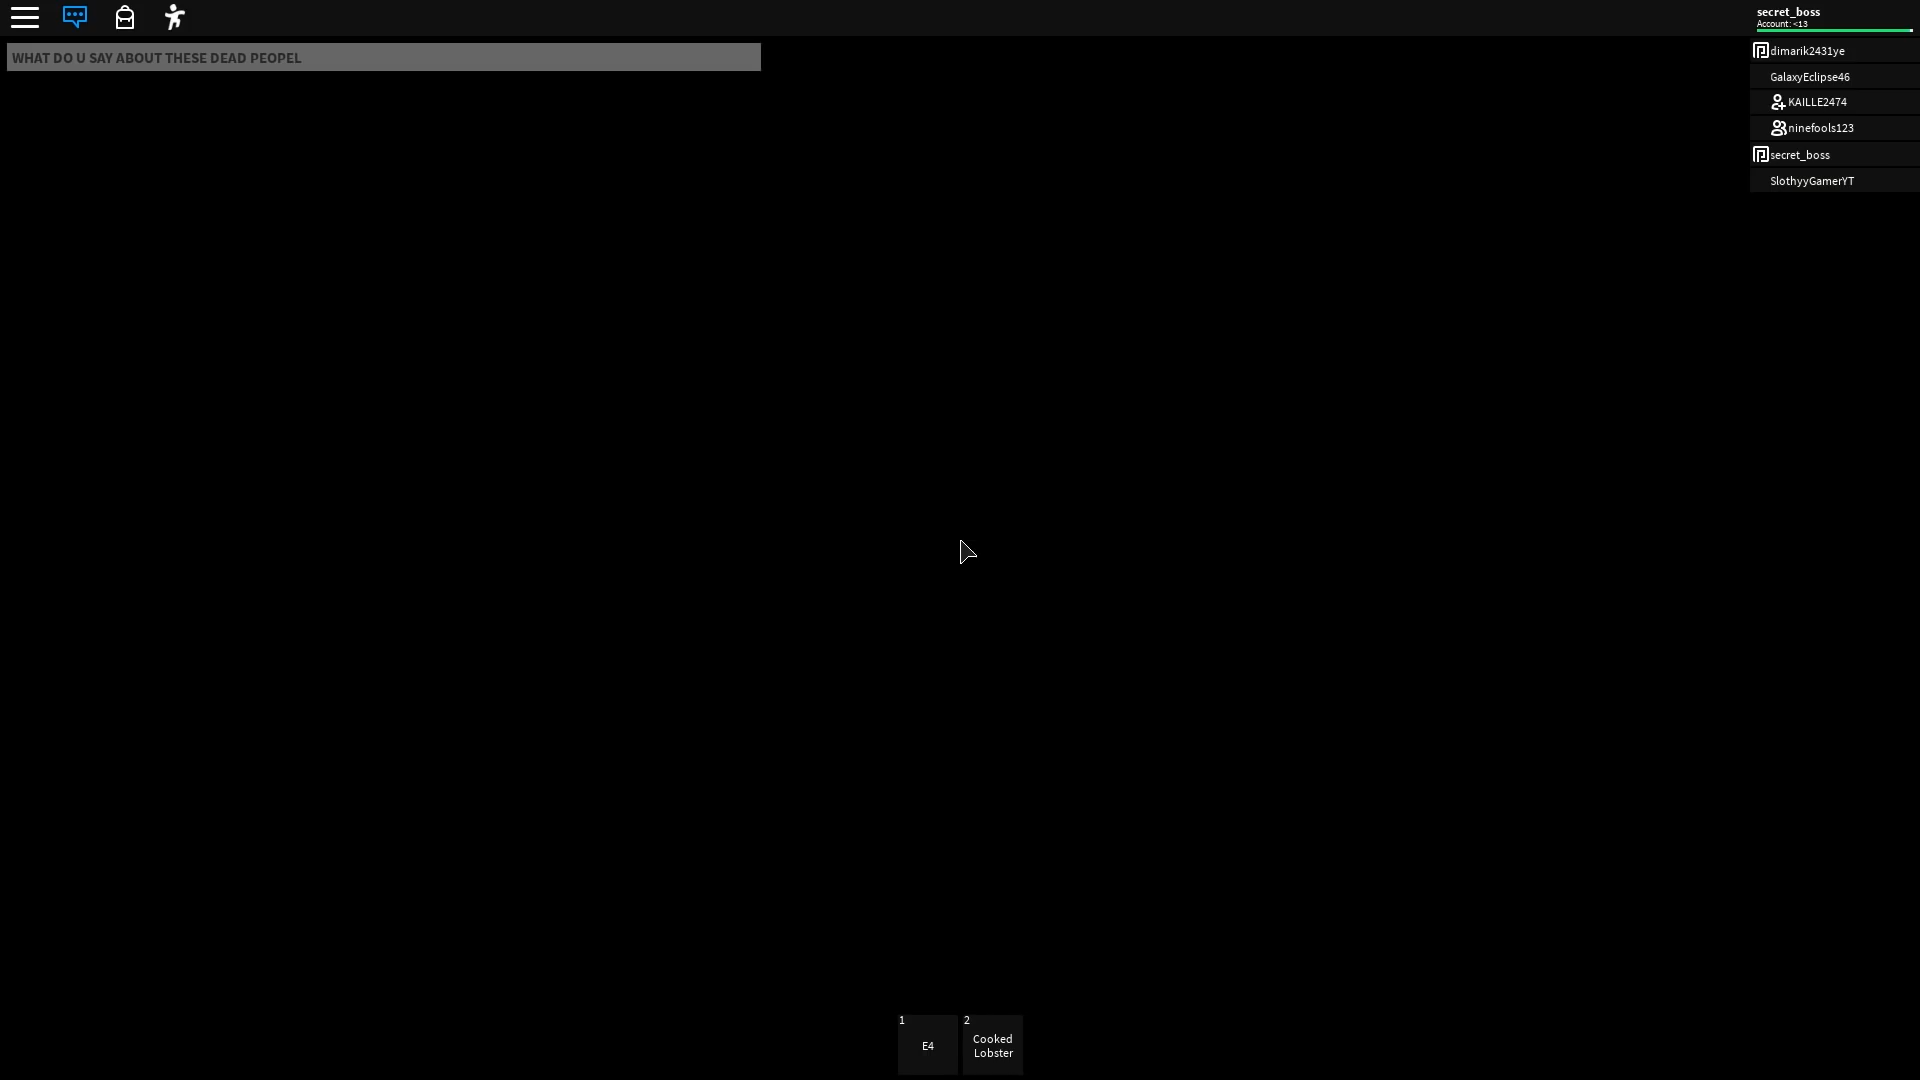 secret_boss
Account: <13
WHAT DO U SAY ABOUT THESE DEAD PEOPEL
dimarik2431ye
GalaxyEclipse46
KAILLE2474
ninefools123
secret_boss
SlothyyGamerYT
1
E4
2
Cooked
Lobster